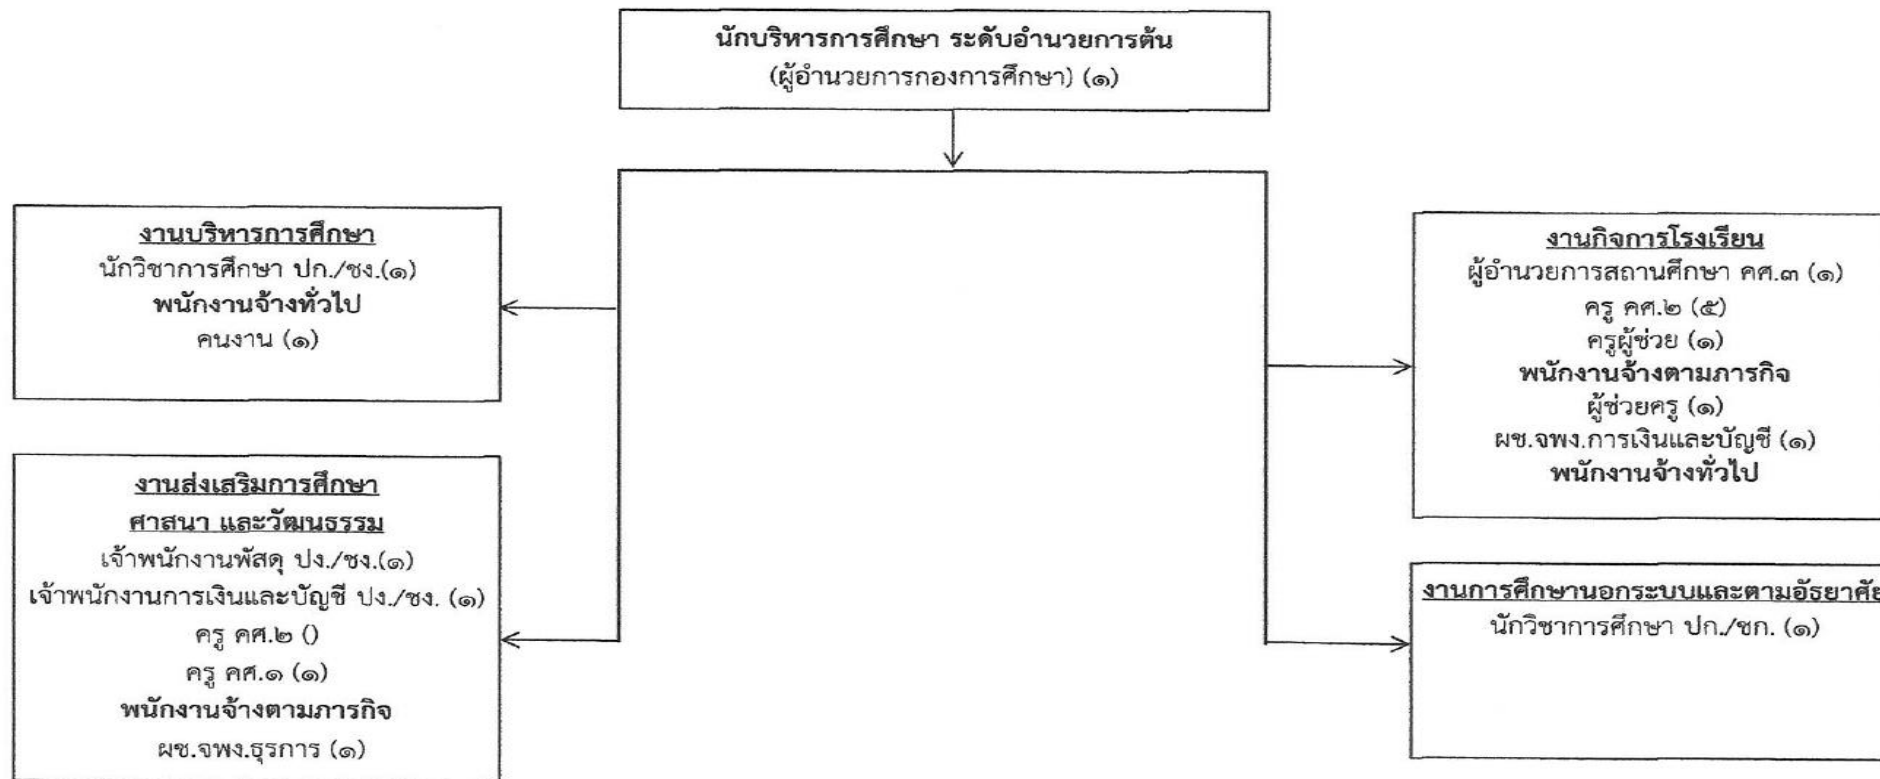 นักบริหารการศึกษา ระดับอำนวยการต้น
(ผู้อำนวยการกองการศึกษา) (๑)
งานบริหารการศึกษา
นักวิชาการศึกษา ปก./ชง.(๑)
พนักงานจ้างทั่วไป
คนงาน (๑)
งานส่งเสริมการศึกษา
ศาสนา และวัฒนธรรม
เจ้าพนักงานพัสดุ ปง./ชง.(๑)
เจ้าพนักงานการเงินและบัญชี ปง./ชง. (๑)
ครู คศ.๒ ()
ครู คศ.๑ (๑)
พนักงานจ้างตามภารกิจ
ผช.จพง.ธุรการ (๑)
งานกิจการโรงเรียน
ผู้อำนวยการสถานศึกษา คศ.๓ (๑)
ครู คศ.๒ (๕)
ครูผู้ช่วย (๑)
พนักงานจ้างตามภารกิจ
ผู้ช่วยครู (๑)
ผช.จพง.การเงินและบัญชี (๑)
พนักงานจ้างทั่วไป
งานการศึกษานอกระบบและตามอัธยาศัย
นักวิชาการศึกษา ปก./ชก. (๑)